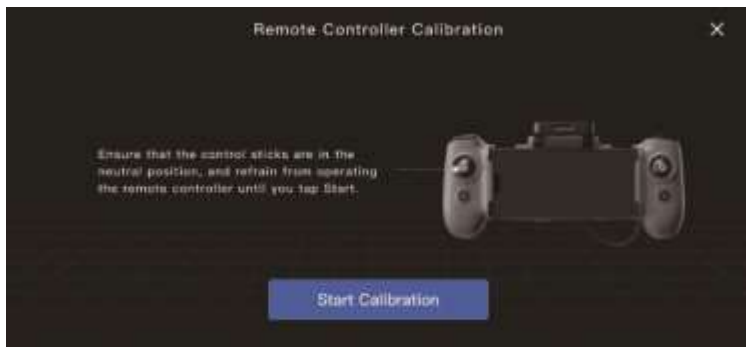 Remote Controller Calibration
Ensure that the control sticks are in the
neutral position, and refrain from operating
the remote controller until you tap Start.
Start Calibration